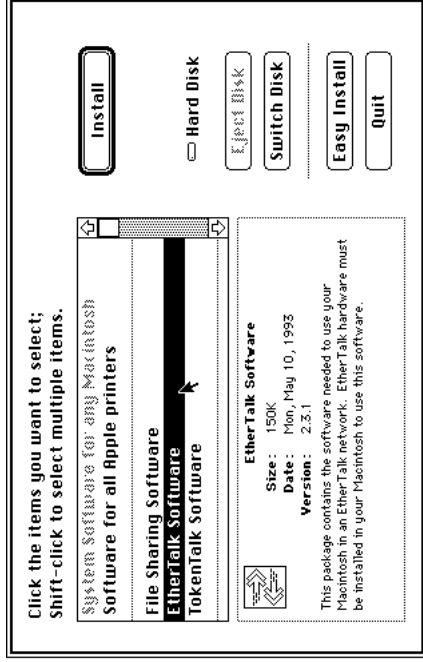 Click the items you want to select;
Shift-click to select multiple items.
System Software for any Macintosh
Software for all Apple printers
File Sharing Software
EtherTalk Software
TokenTalk Software
EtherTalk Software
Size: 150K
Date: Mon, May 10, 1993
Version: 2.3.1
This package contains the software needed to use your
Macintosh in an EtherTalk network. EtherTalk hardware must
be installed in your Macintosh to use this software.
Install
Hard Disk
Eject Disk
Switch Disk
Easy Install
Quit